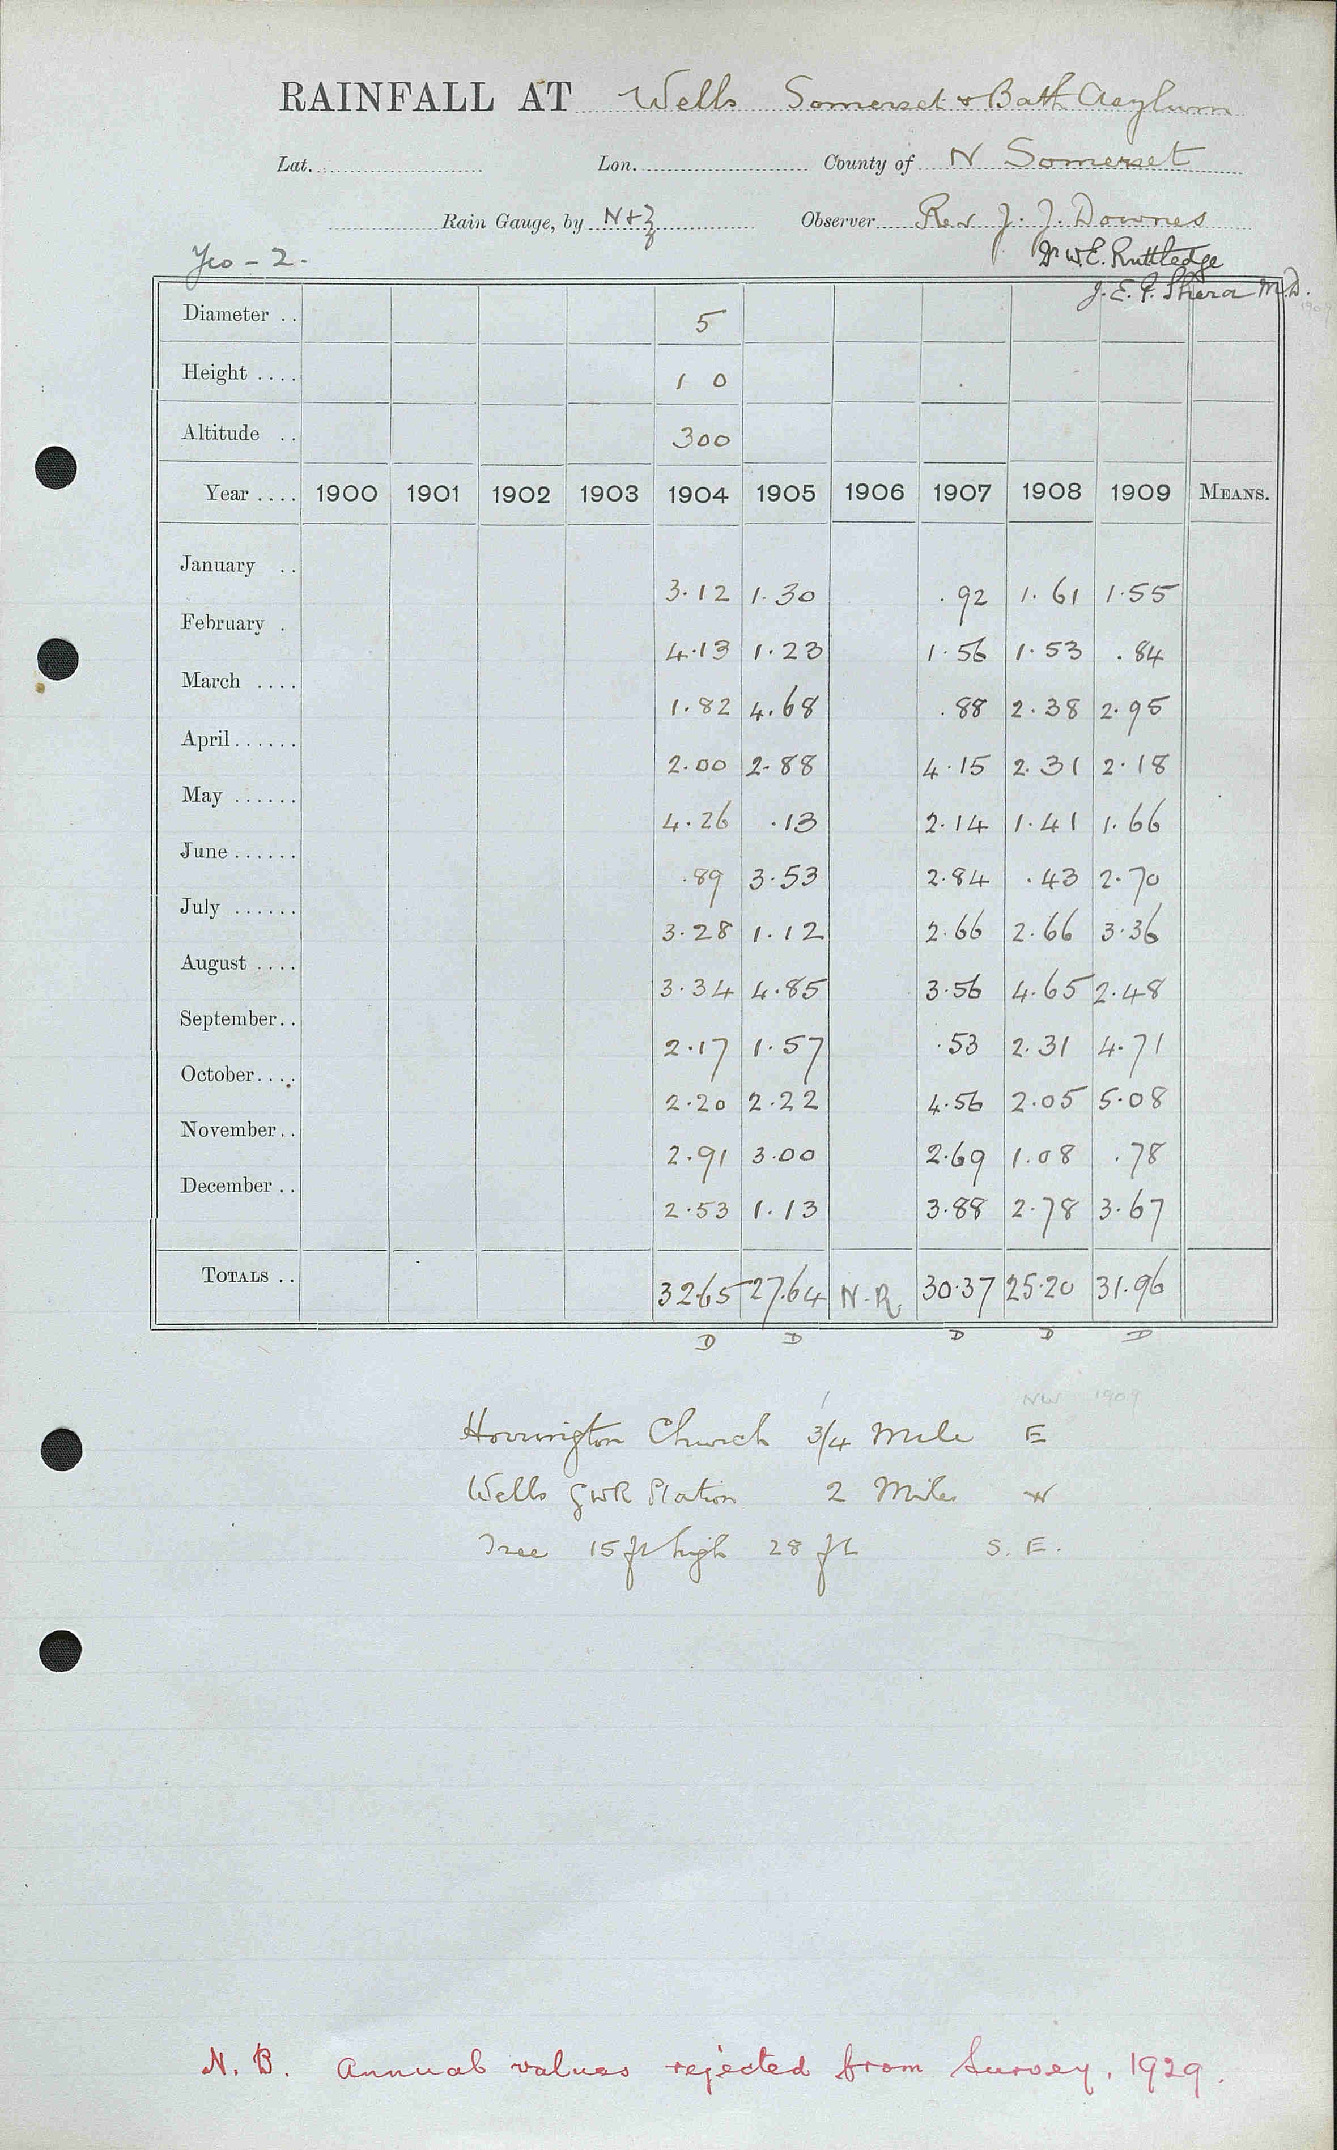 RAINFALL AT Wells Somerset & Bath Asylum
Lat. Lon. County of N Somerset
Rain Gauge, by N & Z Observer Rev J. J. Downes
Yeo - 2. Dr W.E. Ruttledge
J. E. P. Shera M.D.
1909
Diameter .. 5
Height .... 1 0
Altitude .. 300
Year .... 1900 1901 1902 1903 1904 1905 1906 1907 1908 1909 MEANS.
January .. 3.12 1.30 .92 1.61 1.55
February . 4.13 1.23 1.56 1.53 .84
March .... 1.82 4.68 .88 2.38 2.95
April ...... 2.00 2.88 4.15 2.31 2.18
May ...... 4.26 .13 2.14 1.41 1.66
June ...... .89 3.53 2.84 .43 2.70
July ...... 3.28 1.12 2.66 2.66 3.36
August .... 3.34 4.85 3.56 4.65 2.48
September .. 2.17 1.57 .53 2.31 4.71
October .... 2.20 2.22 4.56 2.05 5.08
November .. 2.91 3.00 2.69 1.08 .78
December .. 2.53 1.13 3.88 2.78 3.67
TOTALS .. 32.65 27.64 N.R. 30.37 25.20 31.96
D D D D D
NW 1909
Horrington Church 3/4 Mile E
Wells GWR Station 2 Miles W
Tree 15 ft high 28 ft S. E.
N. B. Annual values rejected from Survey, 1929.